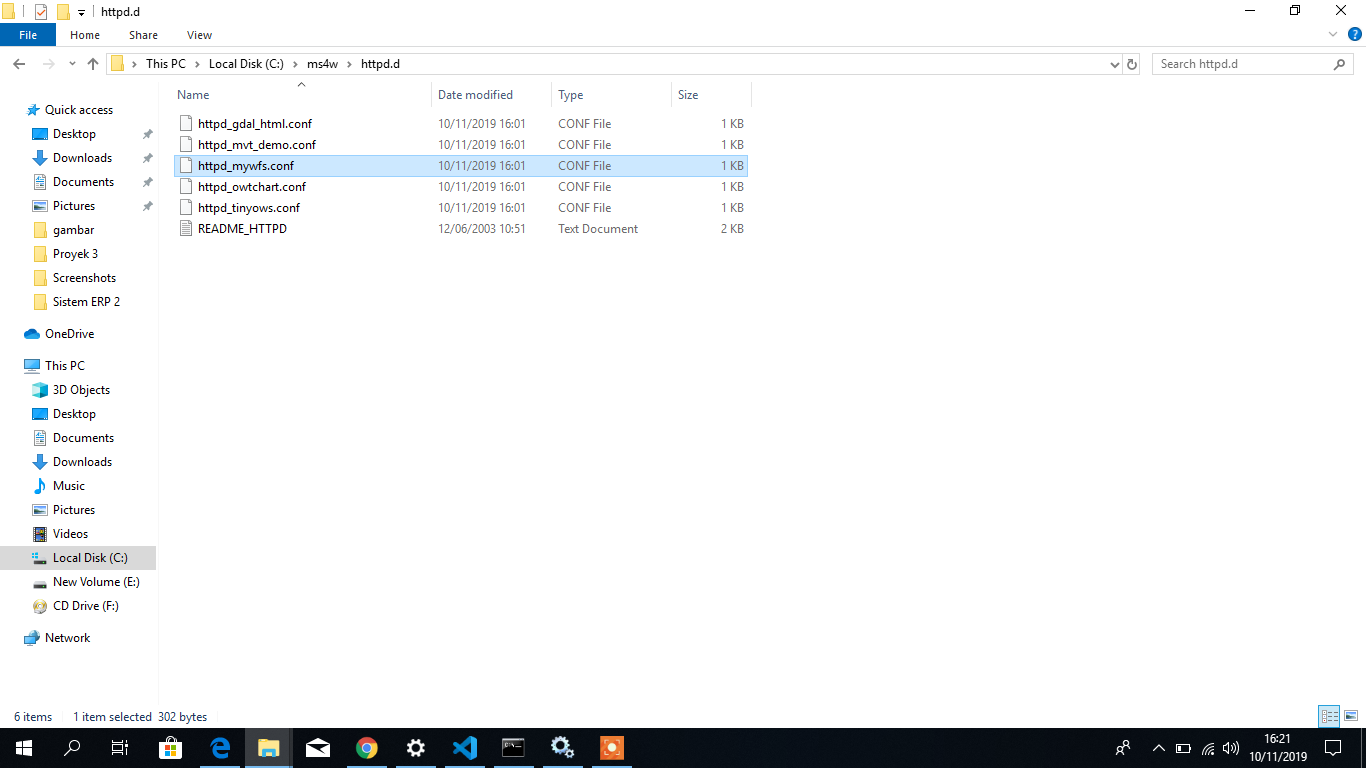 httpd.d
File Home Share View
This PC Local Disk (C:) ms4w httpd.d Search httpd.d
Name Date modified Type Size
httpd_gdal_html.conf 10/11/2019 16:01 CONF File 1 KB
httpd_mvt_demo.conf 10/11/2019 16:01 CONF File 1 KB
httpd_mywfs.conf 10/11/2019 16:01 CONF File 1 KB
httpd_owtchart.conf 10/11/2019 16:01 CONF File 1 KB
httpd_tinyows.conf 10/11/2019 16:01 CONF File 1 KB
README_HTTPD 12/06/2003 10:51 Text Document 2 KB
Quick access
Desktop
Downloads
Documents
Pictures
gambar
Proyek 3
Screenshots
Sistem ERP 2
OneDrive
This PC
3D Objects
Desktop
Documents
Downloads
Music
Pictures
Videos
Local Disk (C:)
New Volume (E:)
CD Drive (F:)
Network
6 items 1 item selected 302 bytes
16:21
10/11/2019